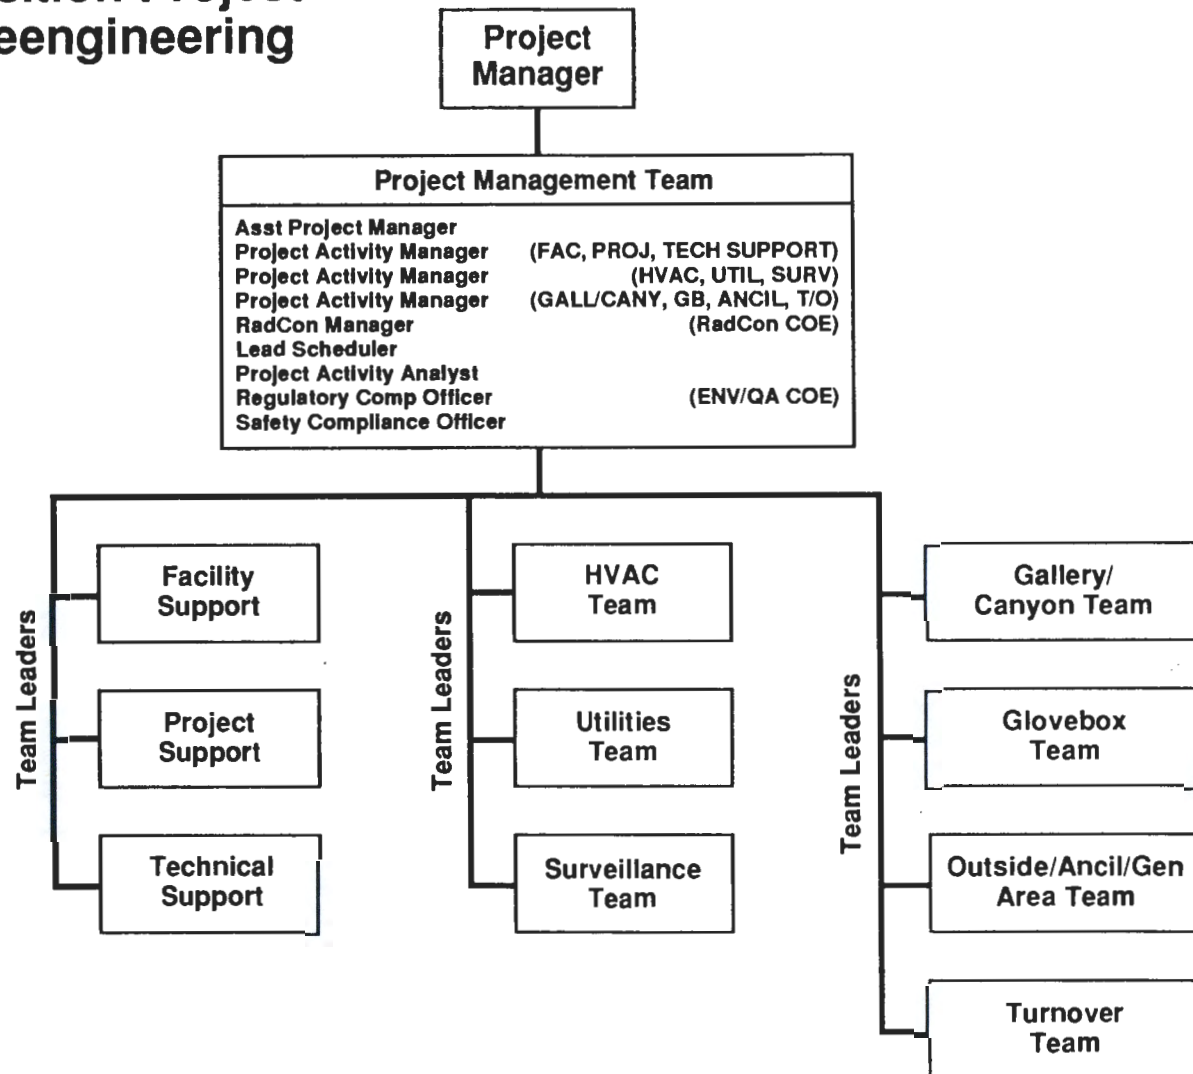 Project
eengineering
Project
Manager
Project Management Team
Asst Project Manager
Project Activity Manager (FAC, PROJ, TECH SUPPORT)
Project Activity Manager (HVAC, UTIL, SURV)
Project Activity Manager (GALL/CANY, GB, ANCIL, T/O)
RadCon Manager (RadCon COE)
Lead Scheduler
Project Activity Analyst
Regulatory Comp Officer (ENV/QA COE)
Safety Compliance Officer
Team Leaders
Facility
Support
Project
Support
Technical
Support
Team Leaders
HVAC
Team
Utilities
Team
Surveillance
Team
Team Leaders
Gallery/
Canyon Team
Glovebox
Team
Outside/Ancil/Gen
Area Team
Turnover
Team